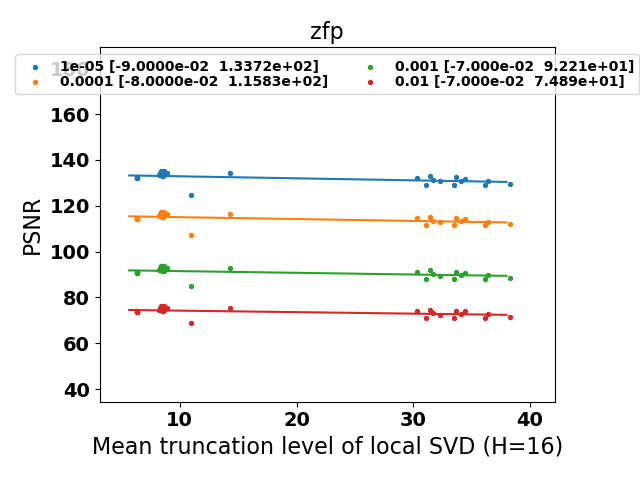 zfp
1e-05 [-9.0000e-02  1.3372e+02]
0.0001 [-8.0000e-02  1.1583e+02]
0.001 [-7.000e-02  9.221e+01]
0.01 [-7.000e-02  7.489e+01]
180
160
140
120
100
80
60
40
PSNR
10 20 30 40
Mean truncation level of local SVD (H=16)